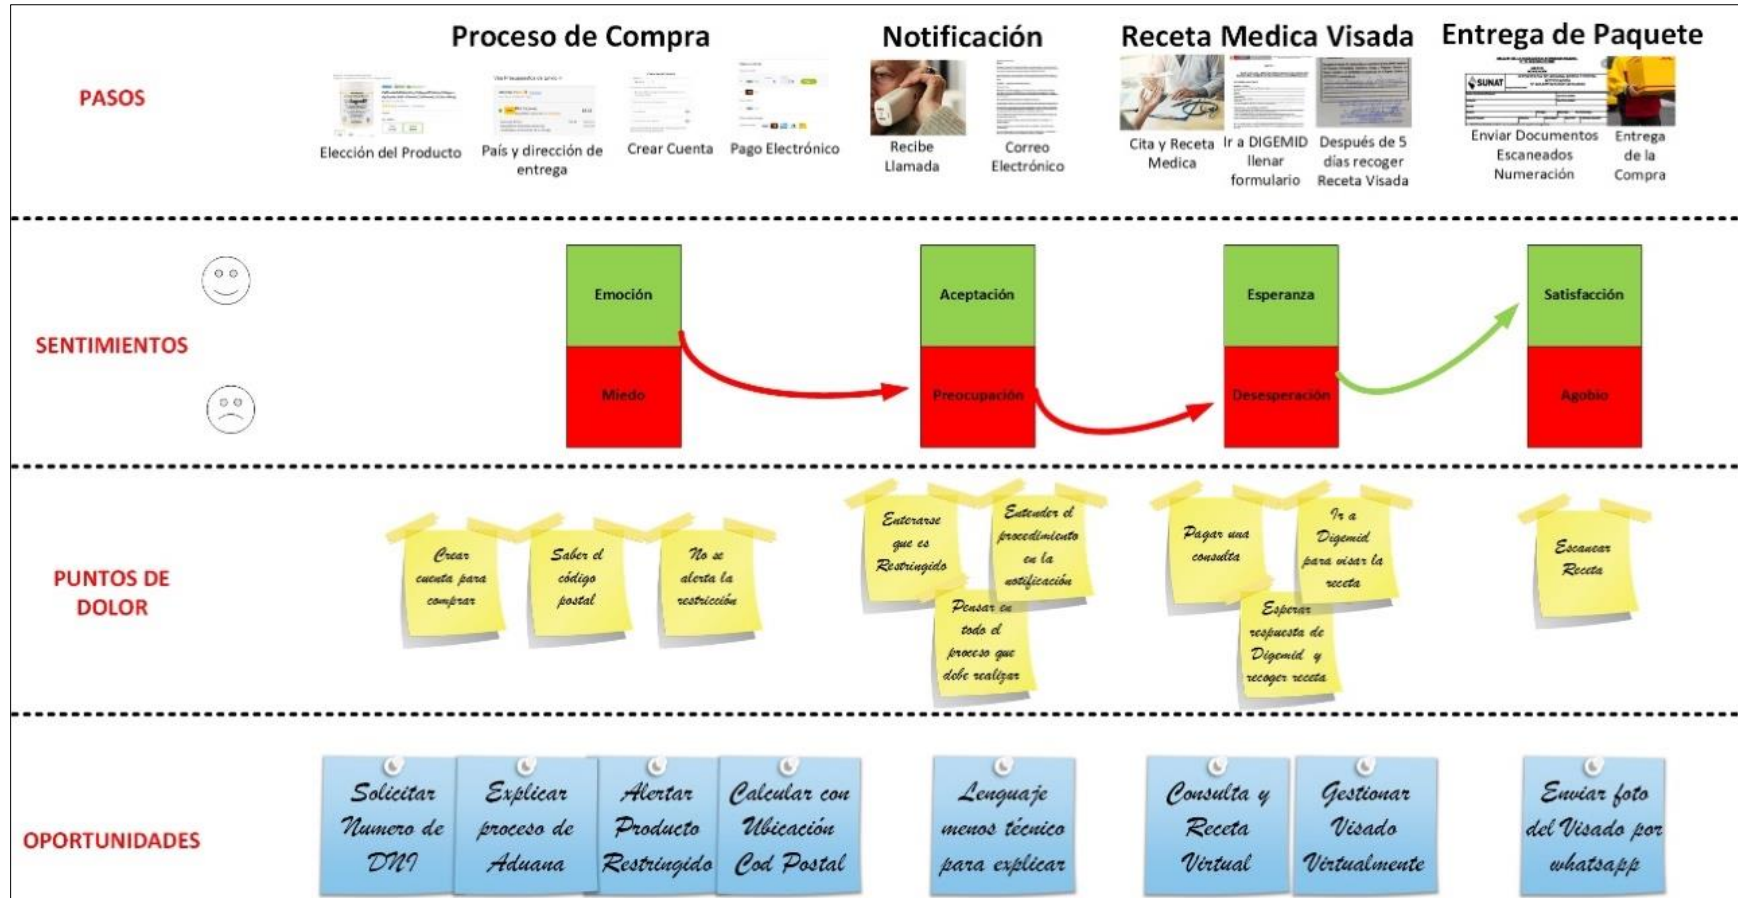 Proceso de Compra
Notificación
Receta Medica Visada
Entrega de Paquete
PASOS
SUNAT
Elección del Producto
País y dirección de
entrega
Crear Cuenta
Pago Electrónico
Recibe
Llamada
Correo
Electrónico
Cita y Receta
Medica
Ir a DIGEMID
llenar
formulario
Después de 5
días recoger
Receta Visada
Enviar Documentos
Escaneados
Numeración
Entrega
de la
Compra
SENTIMIENTOS
Emoción
Miedo
Aceptación
Preocupación
Esperanza
Desesperación
Satisfacción
Agobio
PUNTOS DE
DOLOR
Crear
cuenta para
comprar
Saber el
código
postal
No se
alerta la
restricción
Enterarse
que es
Restringido
Entender el
procedimiento
en la
notificación
Pensar en
todo el
proceso que
debe realizar
Pagar una
consulta
Ir a
Digemid
para visar la
receta
Esperar
respuesta de
Digemid y
recoger receta
Escanear
Receta
OPORTUNIDADES
Solicitar
Numero de
DNI
Explicar
proceso de
Aduana
Alertar
Producto
Restringido
Calcular con
Ubicación
Cod Postal
Lenguaje
menos técnico
para explicar
Consulta y
Receta
Virtual
Gestionar
Visado
Virtualmente
Enviar foto
del Visado por
whatsapp